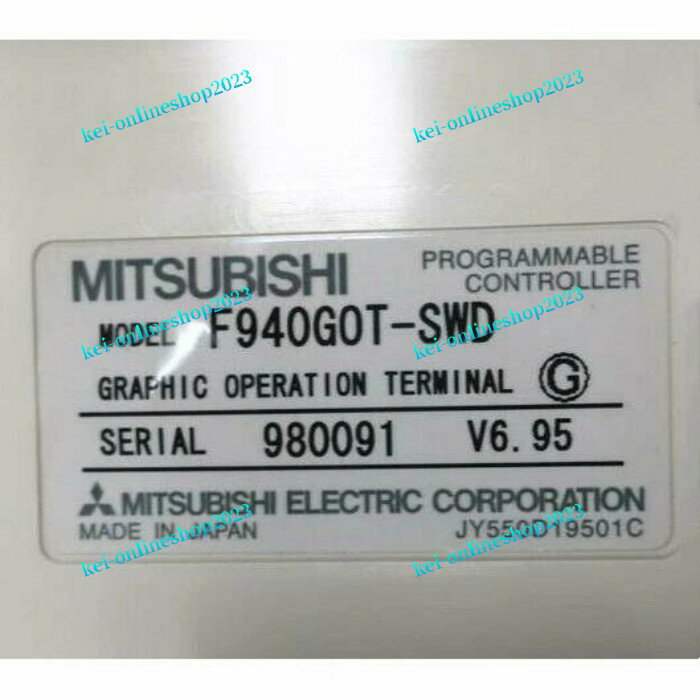 kei-onlineshop2023
kei-onlineshop2023
MITSUBISHI
PROGRAMMABLE
CONTROLLER
kei-onlineshop2023
kei-onlineshop2023
MODEL F940GOT-SWD
GRAPHIC OPERATION TERMINAL G
SERIAL 980091 V6.95
MITSUBISHI ELECTRIC CORPORATION
MADE IN JAPAN
JY550D19501C
kei-onlineshop2023
kei-onlineshop2023